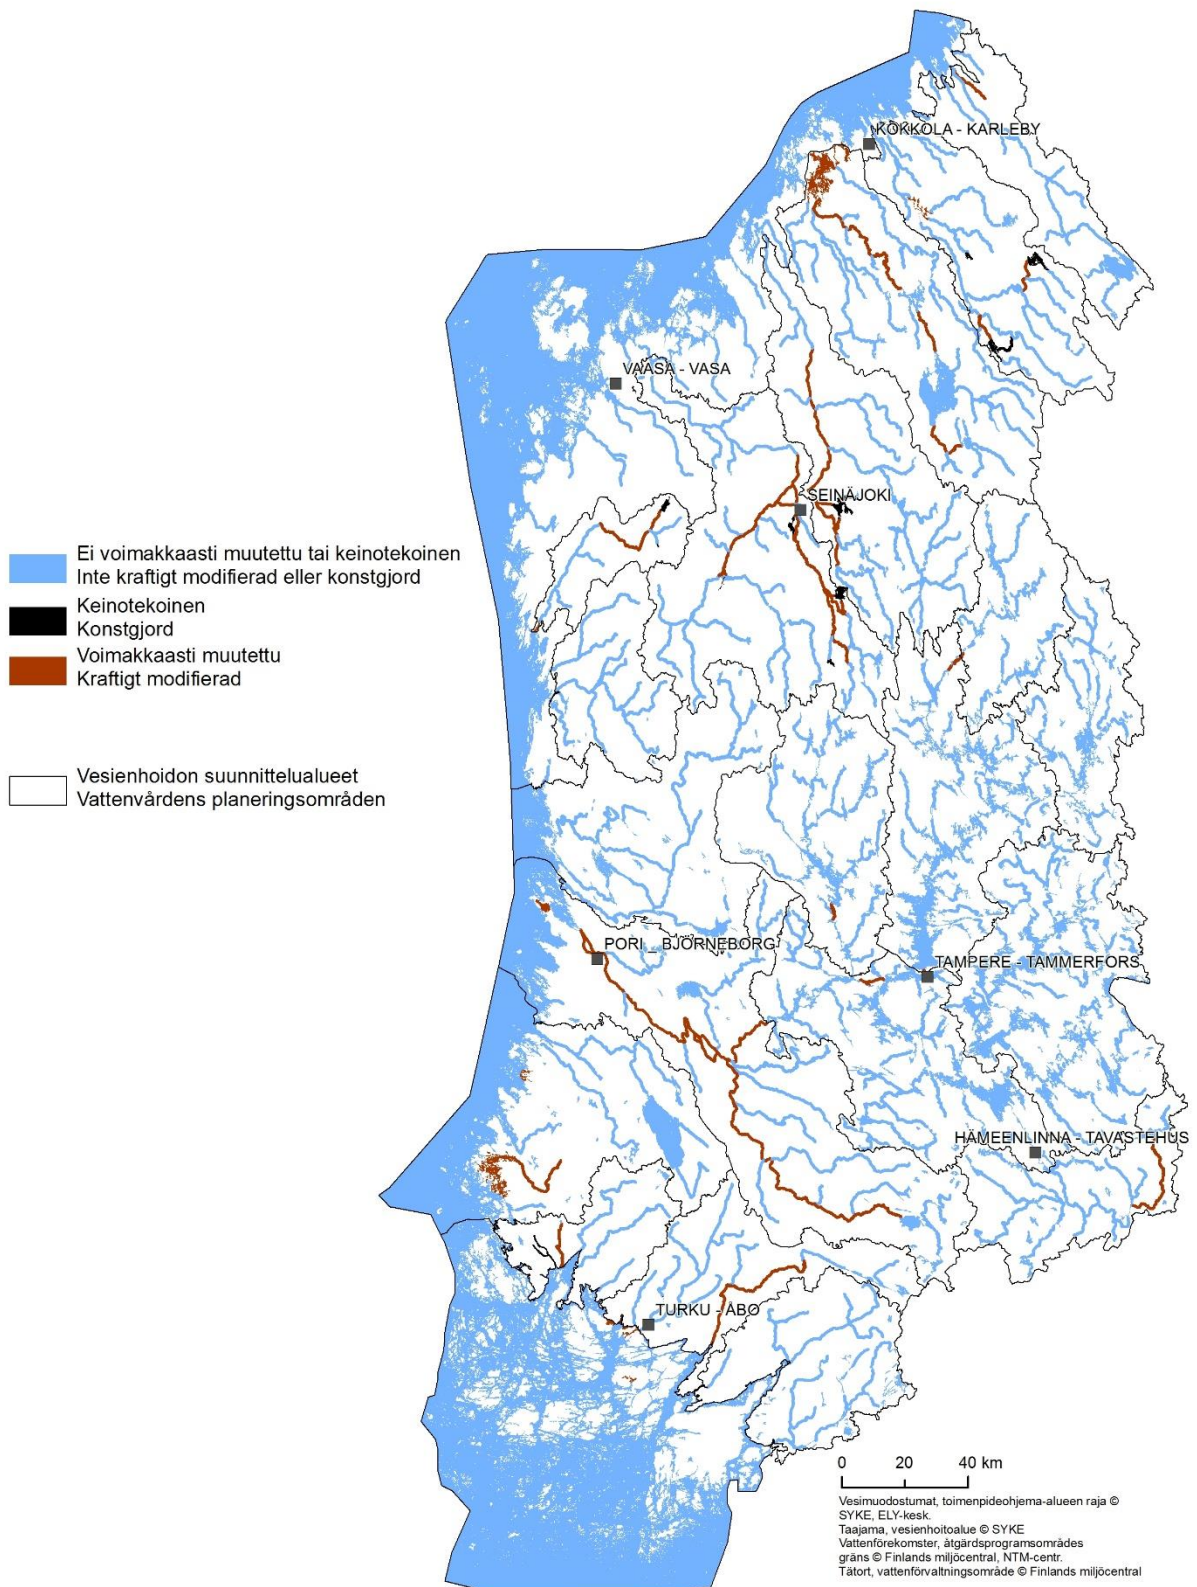 KOKKOLA - KARLEBY
VAASA - VASA
SEINÄJOKI
Ei voimakkaasti muutettu tai keinotekoinen
Inte kraftigt modifierad eller konstgjord
Keinotekoinen
Konstgjord
Voimakkaasti muutettu
Kraftigt modifierad
Vesienhoidon suunnittelualueet
Vattenvårdens planeringsområden
PORI _ BJÖRNEBORG
TAMPERE - TAMMERFORS
HÄMEENLINNA - TAVASTEHUS
TURKU - ÅBO
0 20 40 km
Vesimuodostumat, toimenpideohjema-alueen raja ©
SYKE, ELY-kesk.
Taajama, vesienhoitoalue © SYKE
Vattenförekomster, åtgärdsprogramsområdes
gräns © Finlands miljöcentral, NTM-centr.
Tätort, vattenförvaltningsområde © Finlands miljöcentral